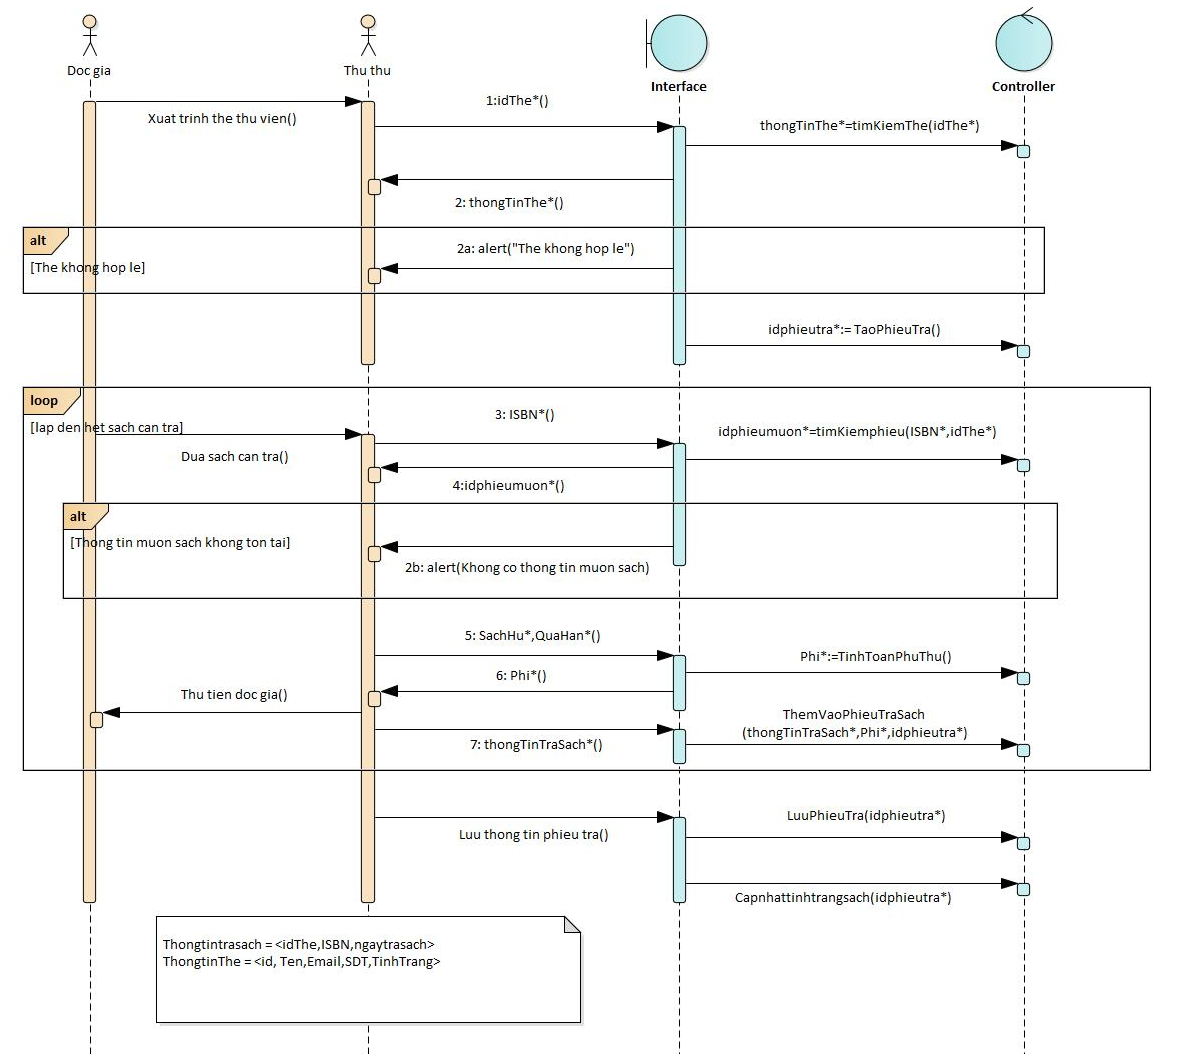 Doc gia
Thu thu
Interface
Controller
Xuat trinh the thu vien()
1:idThe*()
thongTinThe*=timKiemThe(idThe*)
2: thongTinThe*()
alt
[The khong hop le]
2a: alert("The khong hop le")
idphieutra*:= TaoPhieuTra()
loop
[lap den het sach can tra]
Dua sach can tra()
3: ISBN*()
idphieumuon*=timKiemphieu(ISBN*,idThe*)
4:idphieumuon*()
alt
[Thong tin muon sach khong ton tai]
2b: alert(Khong co thong tin muon sach)
5: SachHu*,QuaHan*()
Phi*:=TinhToanPhuThu()
6: Phi*()
Thu tien doc gia()
ThemVaoPhieuTraSach
(thongTinTraSach*,Phi*,idphieutra*)
7: thongTinTraSach*()
LuuPhieuTra(idphieutra*)
Luu thong tin phieu tra()
Capnhattinhtrangsach(idphieutra*)
Thongtintrasach = <idThe,ISBN,ngaytrasach>
ThongtinThe = <id, Ten,Email,SDT,TinhTrang>